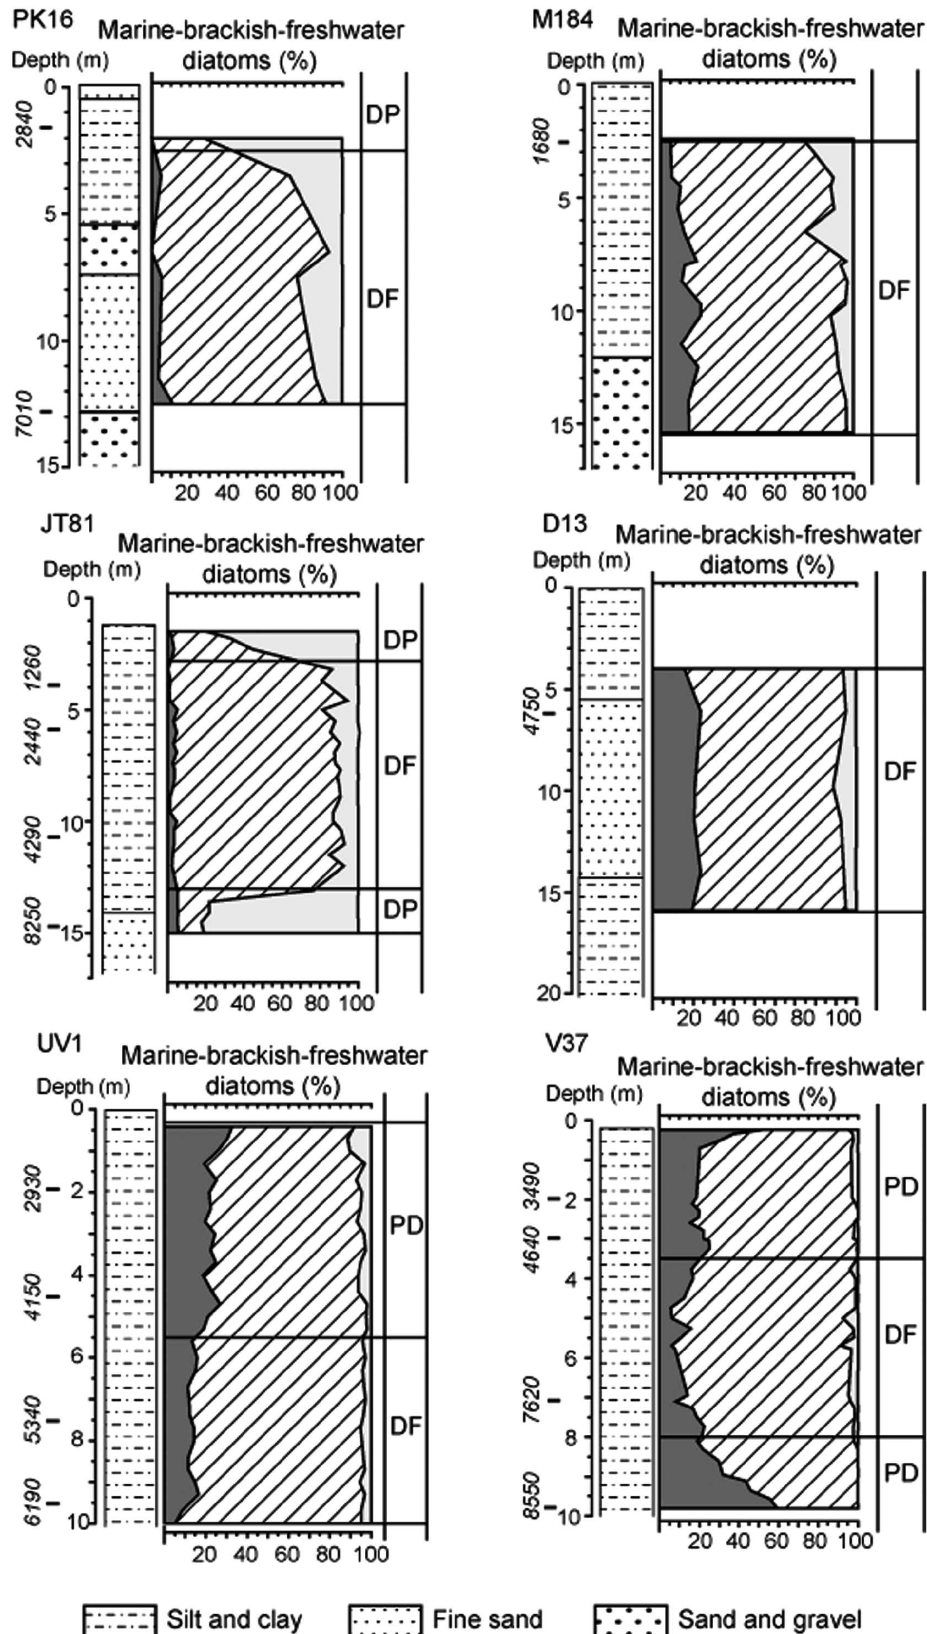 PK16
Marine-brackish-freshwater
diatoms (%)
Depth (m)
0
5
10
15
2840
7010
DP
DF
20 40 60 80 100
M184
Marine-brackish-freshwater
diatoms (%)
Depth (m)
0
5
10
15
1680
DF
20 40 60 80 100
JT81
Marine-brackish-freshwater
diatoms (%)
Depth (m)
0
5
10
15
1260
2440
4290
8250
DP
DF
DP
20 40 60 80 100
D13
Marine-brackish-freshwater
diatoms (%)
Depth (m)
0
5
10
15
20
4750
DF
20 40 60 80 100
UV1
Marine-brackish-freshwater
diatoms (%)
Depth (m)
0
2
4
6
8
10
2930
4150
5340
6190
PD
DF
20 40 60 80 100
V37
Marine-brackish-freshwater
diatoms (%)
Depth (m)
0
2
4
6
8
10
3490
4640
7620
8550
PD
DF
PD
20 40 60 80 100
Silt and clay
Fine sand
Sand and gravel